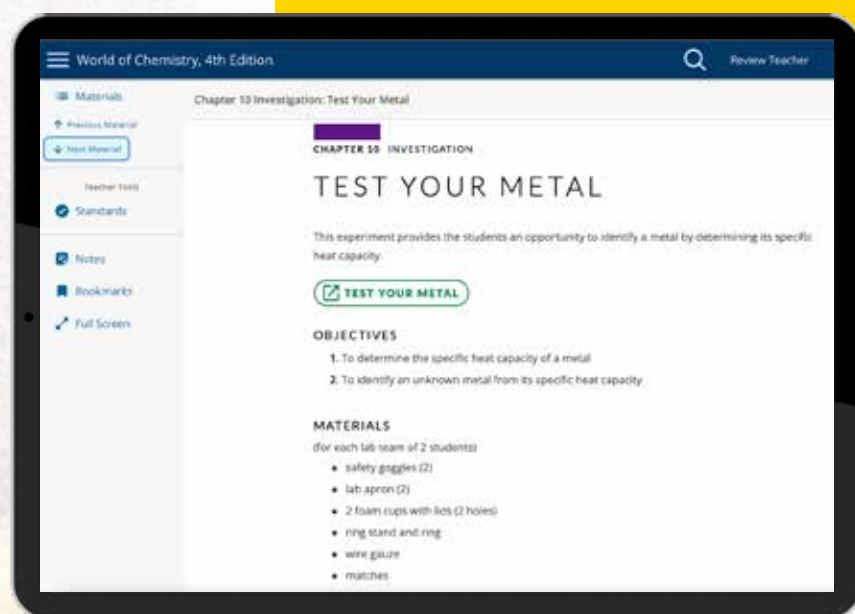 World of Chemistry, 4th Edition
Review Teacher
Materials
Previous Material
Next Material
Teacher Tools
Standards
Notes
Bookmarks
Full Screen
Chapter 10 Investigation: Test Your Metal
CHAPTER 10 INVESTIGATION
TEST YOUR METAL
This experiment provides the students an opportunity to identify a metal by determining its specific
heat capacity.
TEST YOUR METAL
OBJECTIVES
1. To determine the specific heat capacity of a metal
2. To identify an unknown metal from its specific heat capacity
MATERIALS
(for each lab team of 2 students)
safety goggles (2)
lab apron (2)
2 foam cups with lids (2 holes)
ring stand and ring
wire gauze
matches